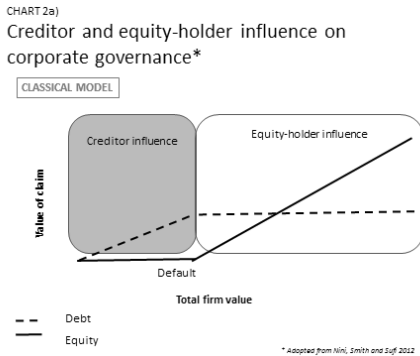 CHART 2a)
Creditor and equity-holder influence on
corporate governance*
CLASSICAL MODEL
Creditor influence
Equity-holder influence
Value of claim
Default
Total firm value
Debt
Equity
* Adapted from Nini, Smith and Sufi 2012